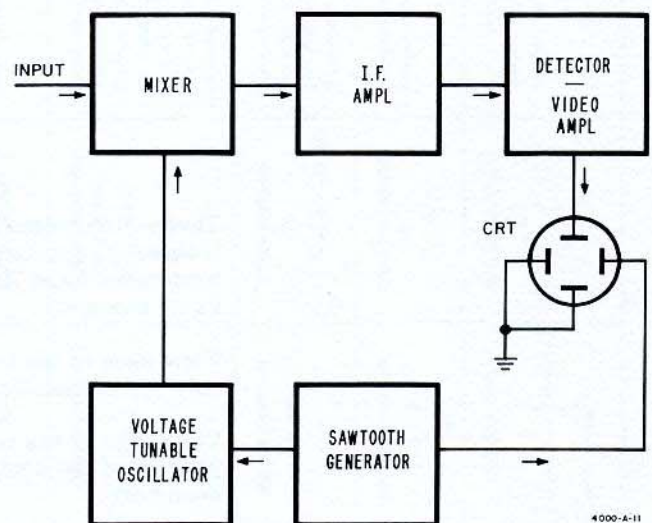 INPUT
MIXER
I.F.
AMPL
DETECTOR
VIDEO
AMPL
CRT
VOLTAGE
TUNABLE
OSCILLATOR
SAWTOOTH
GENERATOR
4000-A-11